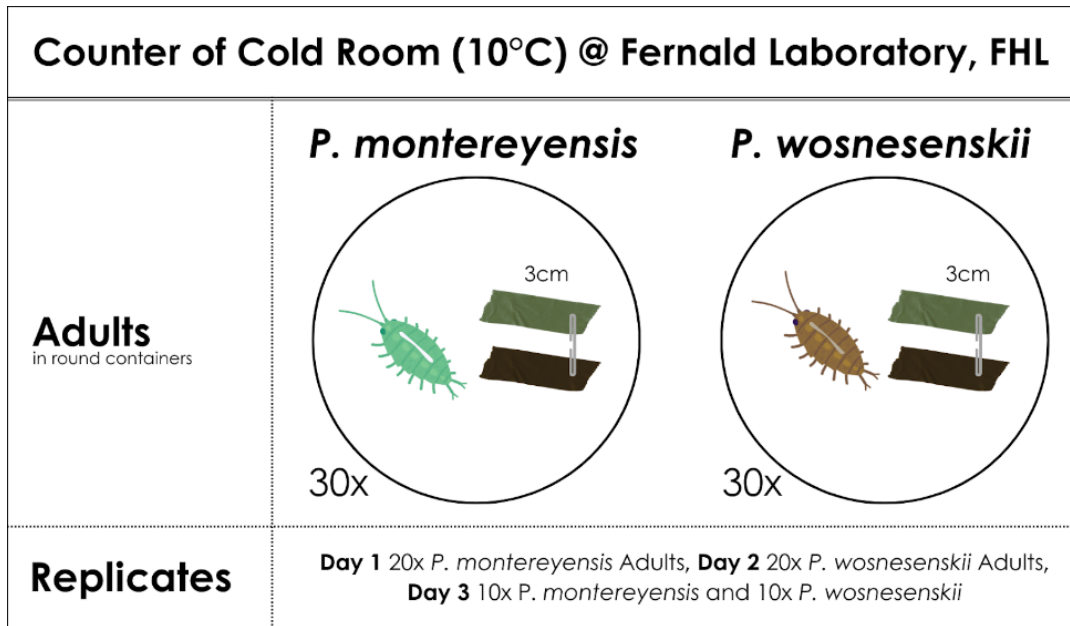 Counter of Cold Room (10°C) @ Fernald Laboratory, FHL
P. montereyensis
P. wosnesenskii
Adults
in round containers
3cm
30x
3cm
30x
Replicates
Day 1 20x P. montereyensis Adults, Day 2 20x P. wosnesenskii Adults,
Day 3 10x P. montereyensis and 10x P. wosnesenskii